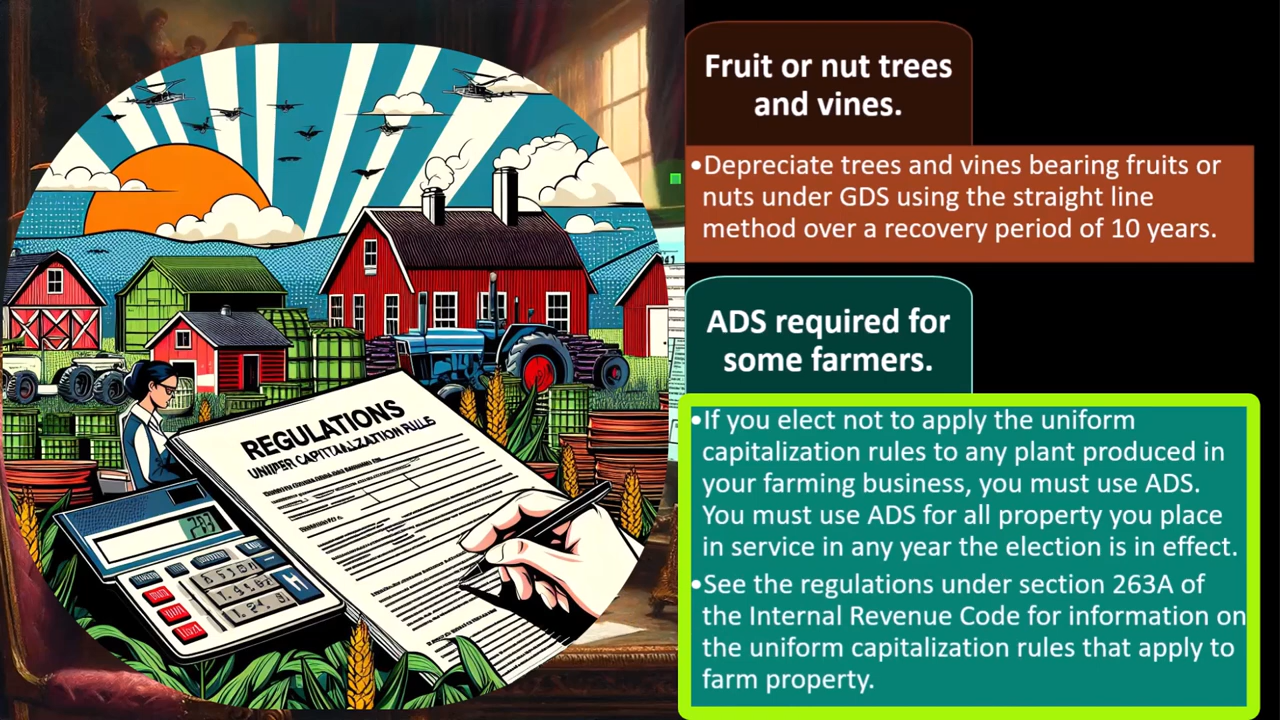 Fruit or nut trees
and vines.
•Depreciate trees and vines bearing fruits or
nuts under GDS using the straight line
method over a recovery period of 10 years.
ADS required for
some farmers.
•If you elect not to apply the uniform
capitalization rules to any plant produced in
your farming business, you must use ADS.
You must use ADS for all property you place
in service in any year the election is in effect.
•See the regulations under section 263A of
the Internal Revenue Code for information on
the uniform capitalization rules that apply to
farm property.
REGULATIONS